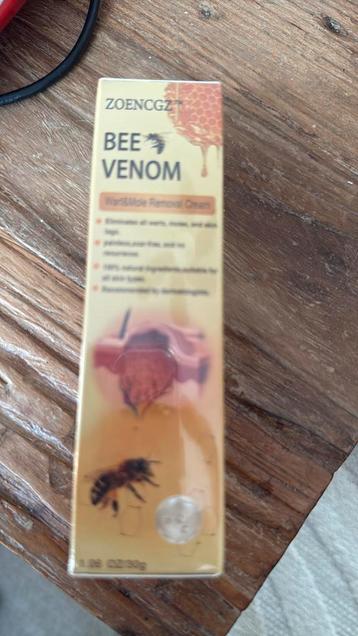 ZOENCGZ™
BEE
VENOM
Wart&Mole Removal Cream
Eliminates all warts, moles, and skin
tags.
painless,scar-free, and no
recurrence.
100% natural ingredients,suitable for
all skin types.
Recommended by dermatologists.
1.06 OZ/30g